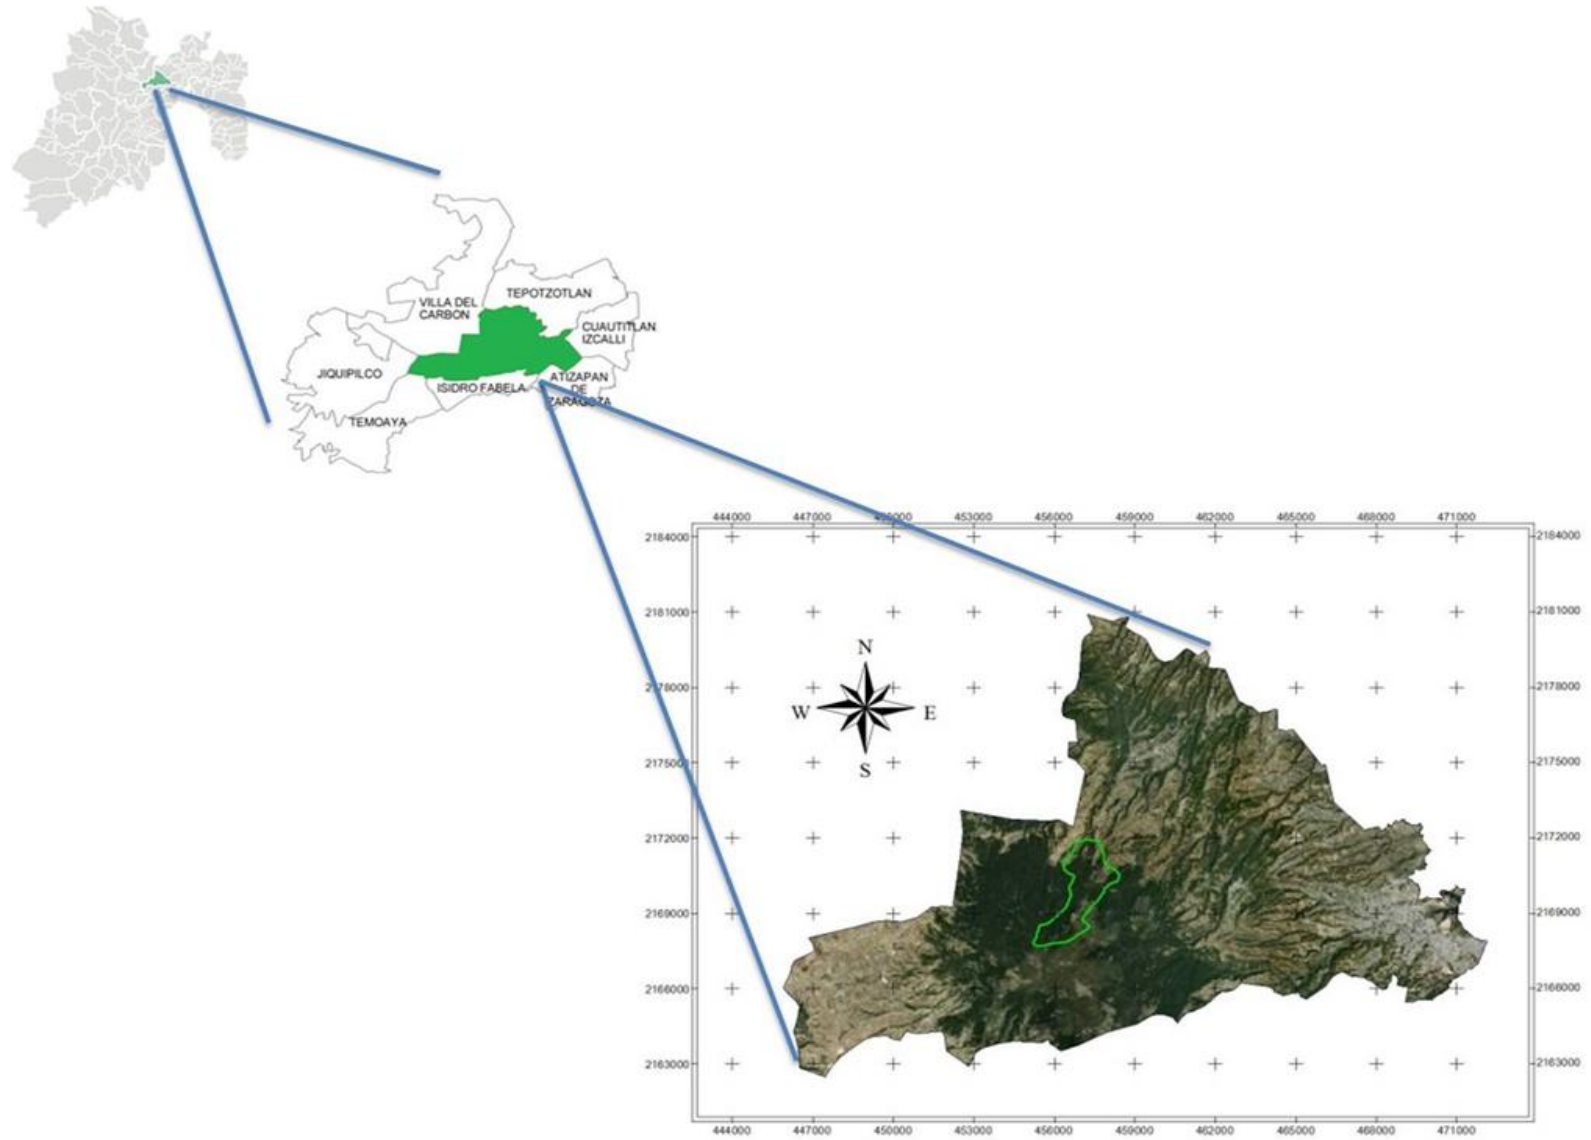 TEPOTZOTLAN
VILLA DEL
CARBON
CUAUTITLAN
IZCALLI
JIQUIPILCO
ISIDRO FABELA
ATIZAPAN
DE
ZARAGOZA
TEMOAYA
444000 447000 450000 453000 456000 459000 462000 465000 468000 471000
2184000 2184000
2181000 2181000
N
W E
S
2178000 2178000
2175000 2175000
2172000 2172000
2169000 2169000
2166000 2166000
2163000 2163000
444000 447000 450000 453000 456000 459000 462000 465000 468000 471000